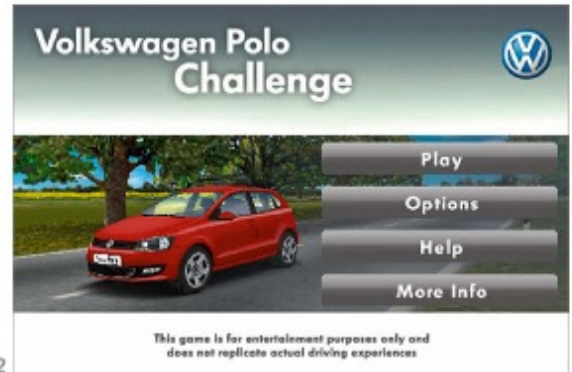 Volkswagen Polo
Challenge
Play
Options
Help
More Info
This game is for entertainment purposes only and
does not replicate actual driving experiences
2